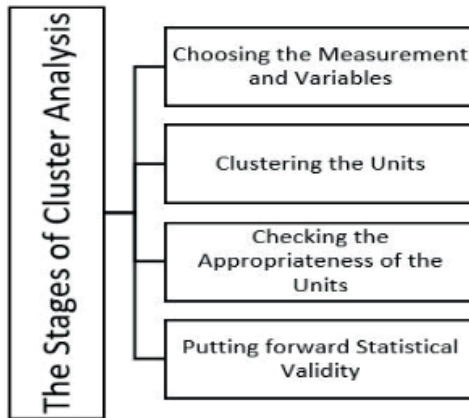 The Stages of Cluster Analysis
Choosing the Measurement
and Variables
Clustering the Units
Checking the
Appropriateness of the
Units
Putting forward Statistical
Validity